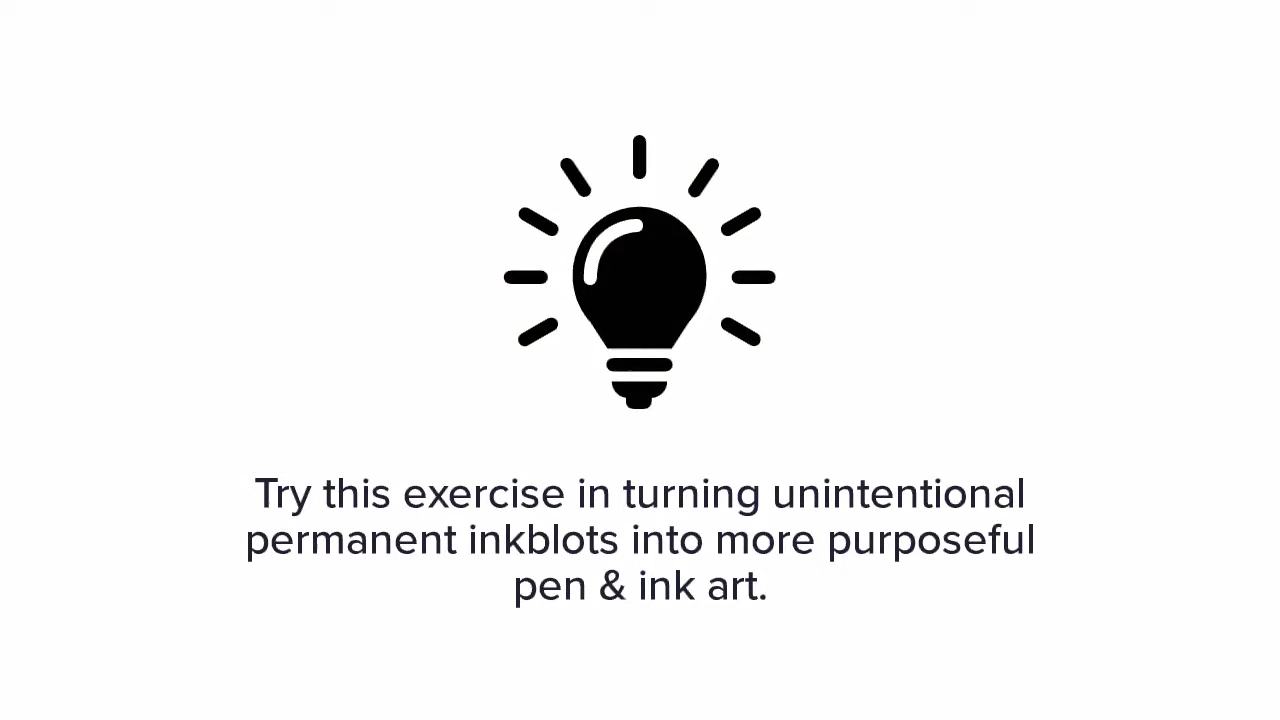 Try this exercise in turning unintentional
permanent inkblots into more purposeful
pen & ink art.